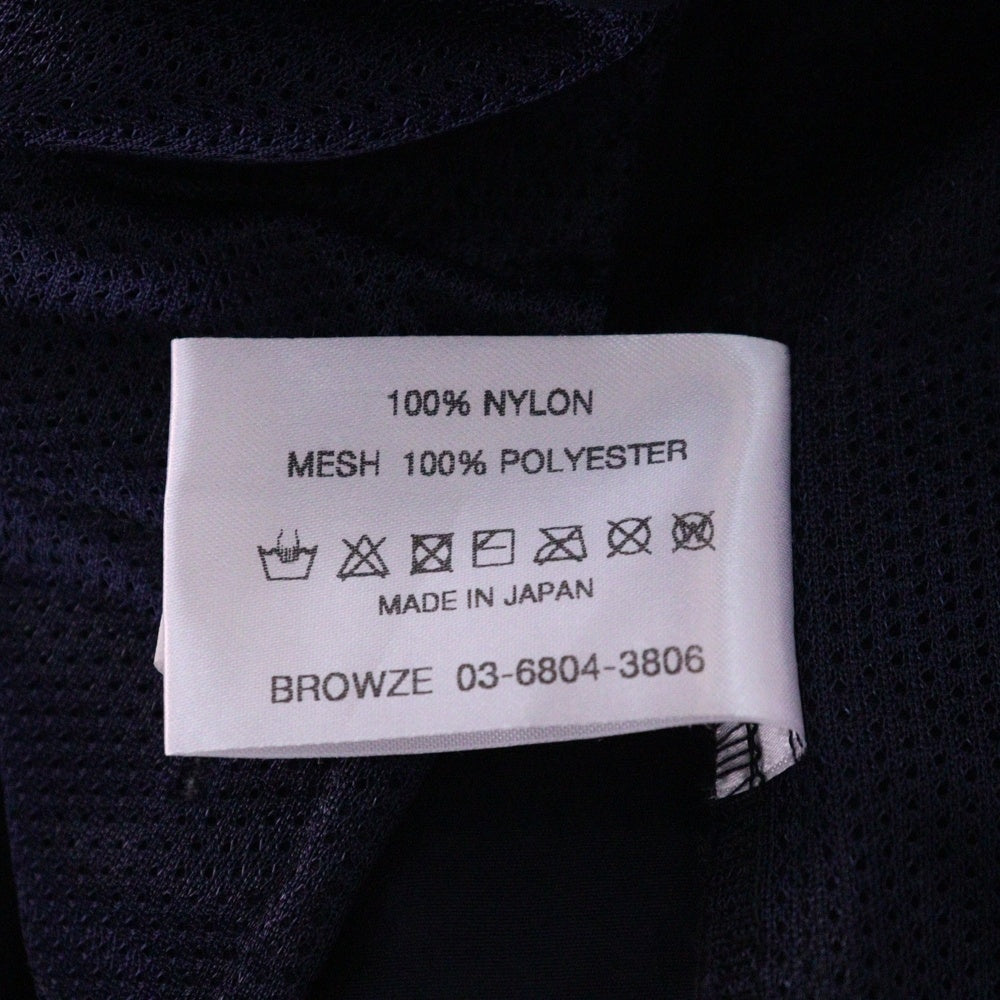 100% NYLON
MESH 100% POLYESTER
MADE IN JAPAN
BROWZE 03-6804-3806